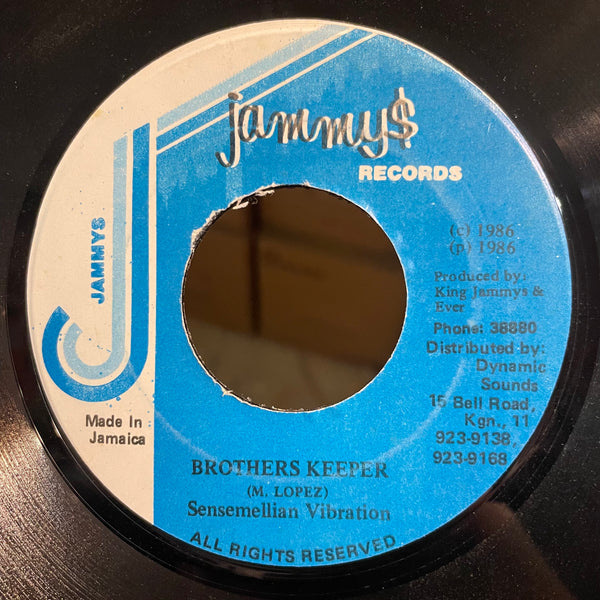 jammy$
RECORDS
JAMMYS
(c) 1986
(p) 1986
Produced by:
King Jammys &
Ever
Phone: 38880
Distributed by:
Dynamic
Sounds
15 Bell Road,
Kgn., 11
923-9138,
923-9168
Made In
Jamaica
BROTHERS KEEPER
(M. LOPEZ)
Sensemellian Vibration
ALL RIGHTS RESERVED